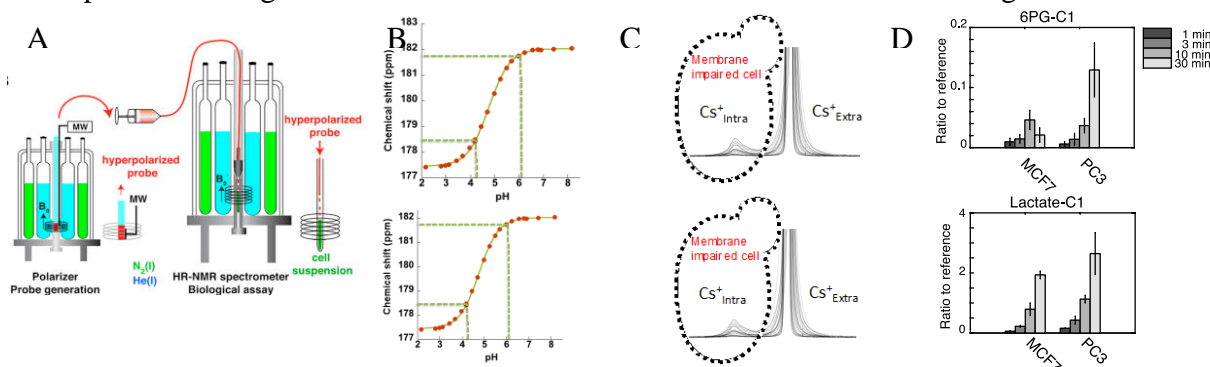 A
B
C
D
MW
hyperpolarized
probe
B₀
MW
N₂(l)
He(l)
Polarizer
Probe generation
B₀
HR-NMR spectrometer
Biological assay
hyperpolarized
probe
cell
suspension
Chemical shift (ppm)
183
182
181
180
179
178
177
2 3 4 5 6 7 8
pH
Chemical shift (ppm)
183
182
181
180
179
178
177
2 3 4 5 6 7 8
pH
Membrane
impaired cell
Cs⁺Intra
Cs⁺Extra
Membrane
impaired cell
Cs⁺Intra
Cs⁺Extra
6PG-C1
Ratio to reference
0.2
0.1
0
MCF7
PC3
1 min
3 min
10 min
30 min
Lactate-C1
Ratio to reference
4
2
0
MCF7
PC3